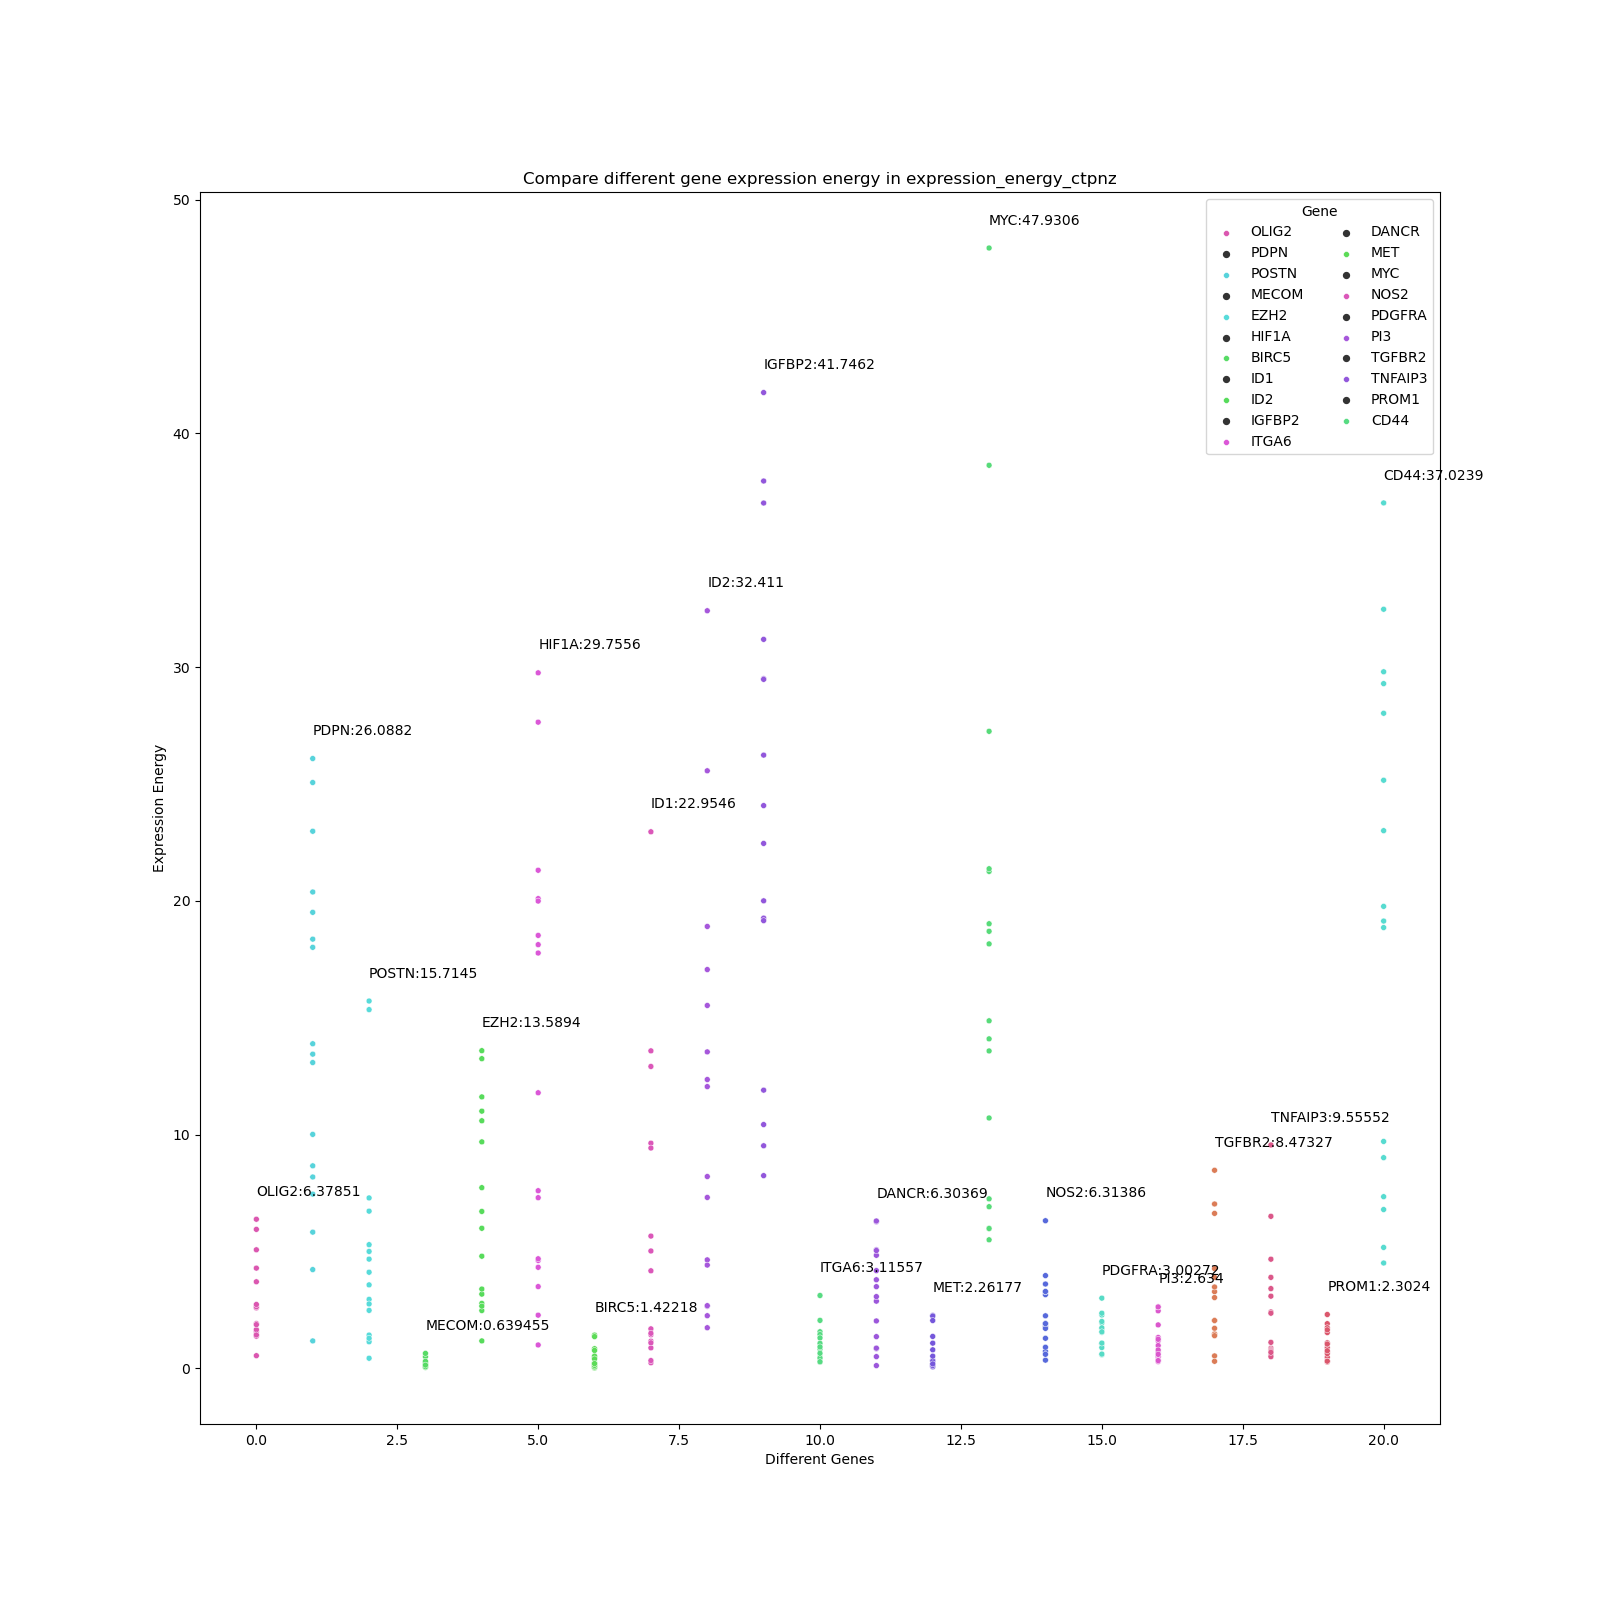 Compare different gene expression energy in expression_energy_ctpnz
Gene
OLIG2
PDPN
POSTN
MECOM
EZH2
HIF1A
BIRC5
ID1
ID2
IGFBP2
ITGA6
DANCR
MET
MYC
NOS2
PDGFRA
PI3
TGFBR2
TNFAIP3
PROM1
CD44
MYC:47.9306
IGFBP2:41.7462
CD44:37.0239
ID2:32.411
HIF1A:29.7556
PDPN:26.0882
ID1:22.9546
POSTN:15.7145
EZH2:13.5894
TNFAIP3:9.55552
TGFBR2:8.47327
OLIG2:6.37851
DANCR:6.30369
NOS2:6.31386
ITGA6:3.11557
PDGFRA:3.00272
PI3:2.634
MET:2.26177
PROM1:2.3024
BIRC5:1.42218
MECOM:0.639455
Expression Energy
50
40
30
20
10
0
0.0
2.5
5.0
7.5
10.0
12.5
15.0
17.5
20.0
Different Genes